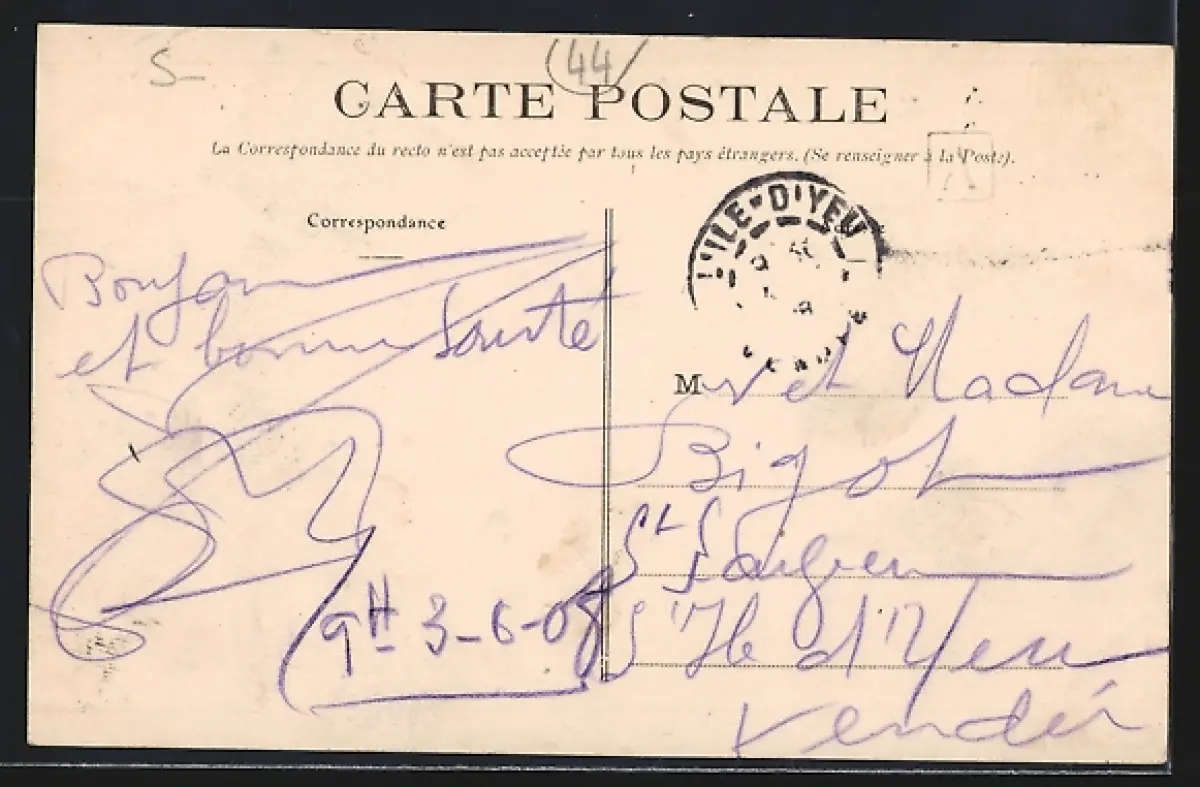 S-
(44)
CARTE POSTALE
La Correspondance du recto n'est pas acceptée par tous les pays étrangers. (Se renseigner à la Poste).
Correspondance
L'ILE-D'YEU
Bonjour
et bonne Santé
9H 3-6-08
M r et Madame
Bigot
St Sauveur
l'Ile d'Yeu
Vendée